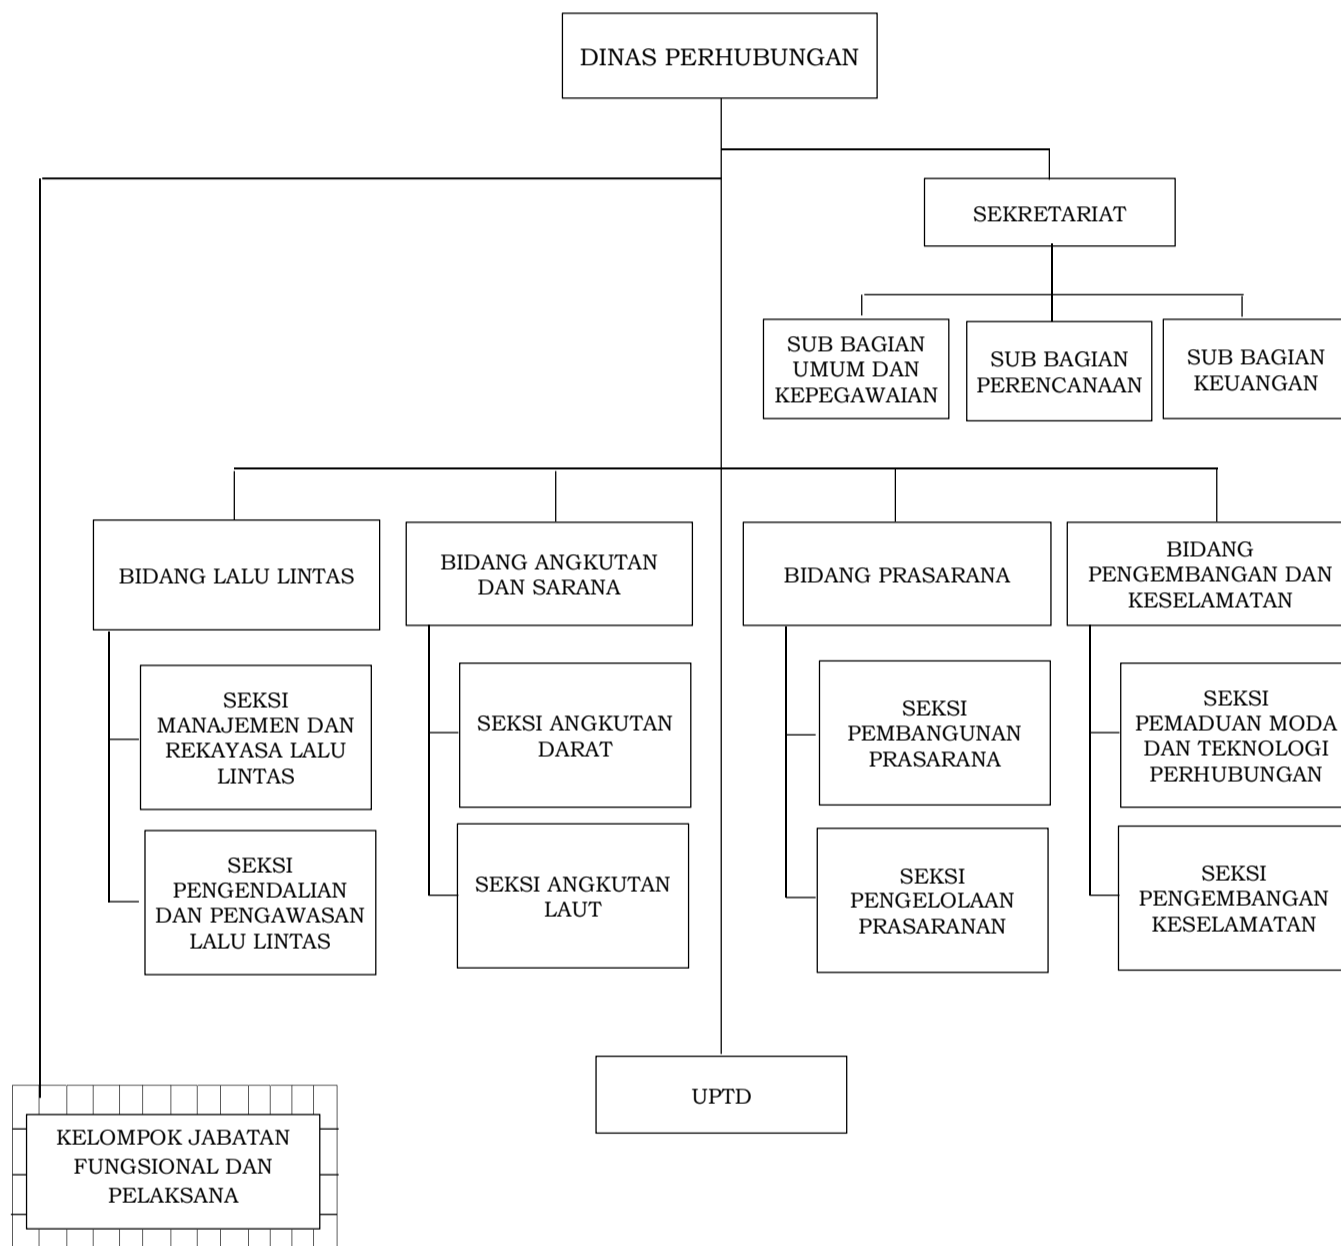 DINAS PERHUBUNGAN
SEKRETARIAT
SUB BAGIAN
UMUM DAN
KEPEGAWAIAN
SUB BAGIAN
PERENCANAAN
SUB BAGIAN
KEUANGAN
BIDANG LALU LINTAS
BIDANG ANGKUTAN
DAN SARANA
BIDANG PRASARANA
BIDANG
PENGEMBANGAN DAN
KESELAMATAN
SEKSI
MANAJEMEN DAN
REKAYASA LALU
LINTAS
SEKSI ANGKUTAN
DARAT
SEKSI
PEMBANGUNAN
PRASARANA
SEKSI
PEMADUAN MODA
DAN TEKNOLOGI
PERHUBUNGAN
SEKSI
PENGENDALIAN
DAN PENGAWASAN
LALU LINTAS
SEKSI ANGKUTAN
LAUT
SEKSI
PENGELOLAAN
PRASARANAN
SEKSI
PENGEMBANGAN
KESELAMATAN
UPTD
KELOMPOK JABATAN
FUNGSIONAL DAN
PELAKSANA